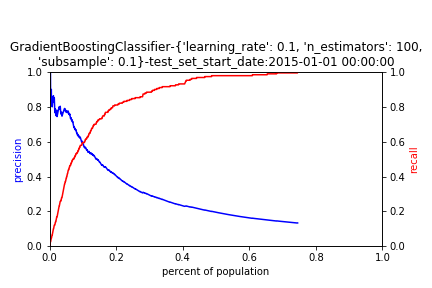 GradientBoostingClassifier-{'learning_rate': 0.1, 'n_estimators': 100,
'subsample': 0.1}-test_set_start_date:2015-01-01 00:00:00
1.0
0.8
0.6
0.4
0.2
0.0
precision
1.0
0.8
0.6
0.4
0.2
0.0
recall
0.0 0.2 0.4 0.6 0.8 1.0
percent of population